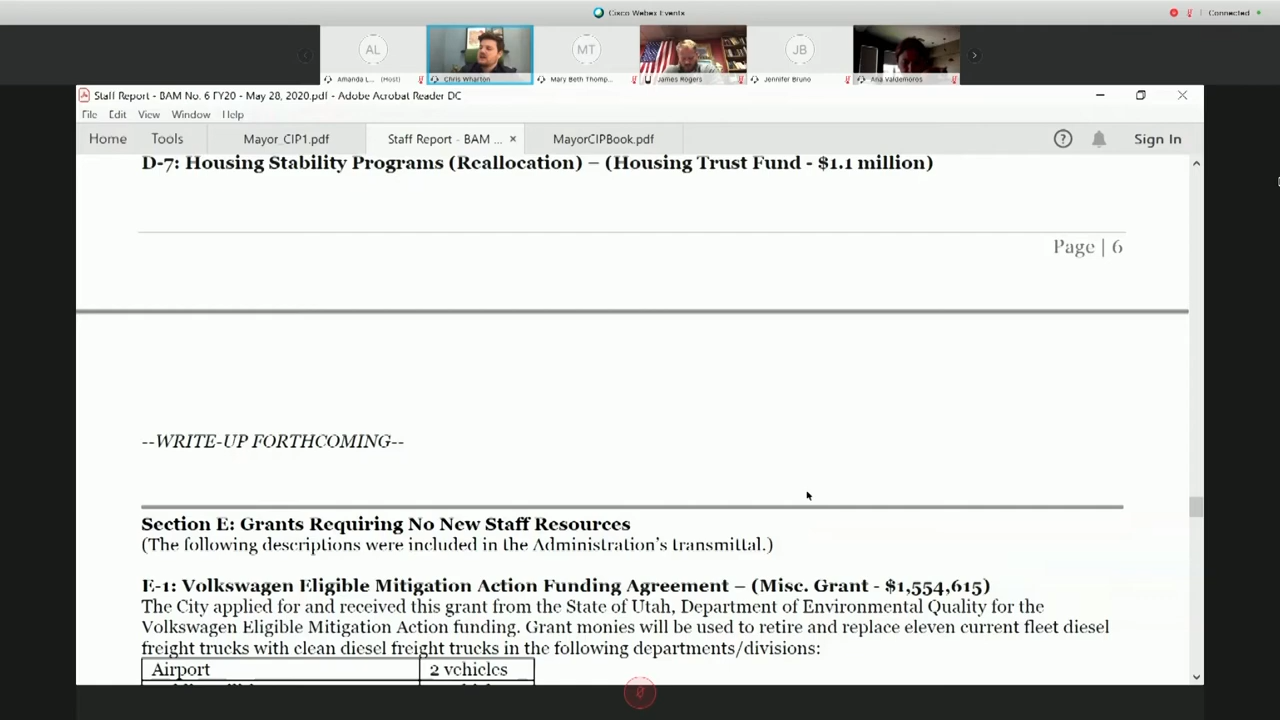 Cisco Webex Events
Connected
AL
MT
JB
Amanda L... (Host)
Chris Wharton
Mary Beth Thomp...
James Rogers
Jennifer Bruno
Ana Valdemoros
Staff Report - BAM No. 6 FY20 - May 28, 2020.pdf - Adobe Acrobat Reader DC
File Edit View Window Help
Home Tools Mayor_CIP1.pdf Staff Report - BAM ... × MayorCIPBook.pdf Sign In
D-7: Housing Stability Programs (Reallocation) – (Housing Trust Fund - $1.1 million)
Page | 6
--WRITE-UP FORTHCOMING--
Section E: Grants Requiring No New Staff Resources
(The following descriptions were included in the Administration's transmittal.)
E-1: Volkswagen Eligible Mitigation Action Funding Agreement – (Misc. Grant - $1,554,615)
The City applied for and received this grant from the State of Utah, Department of Environmental Quality for the
Volkswagen Eligible Mitigation Action funding. Grant monies will be used to retire and replace eleven current fleet diesel
freight trucks with clean diesel freight trucks in the following departments/divisions:
Airport 2 vehicles